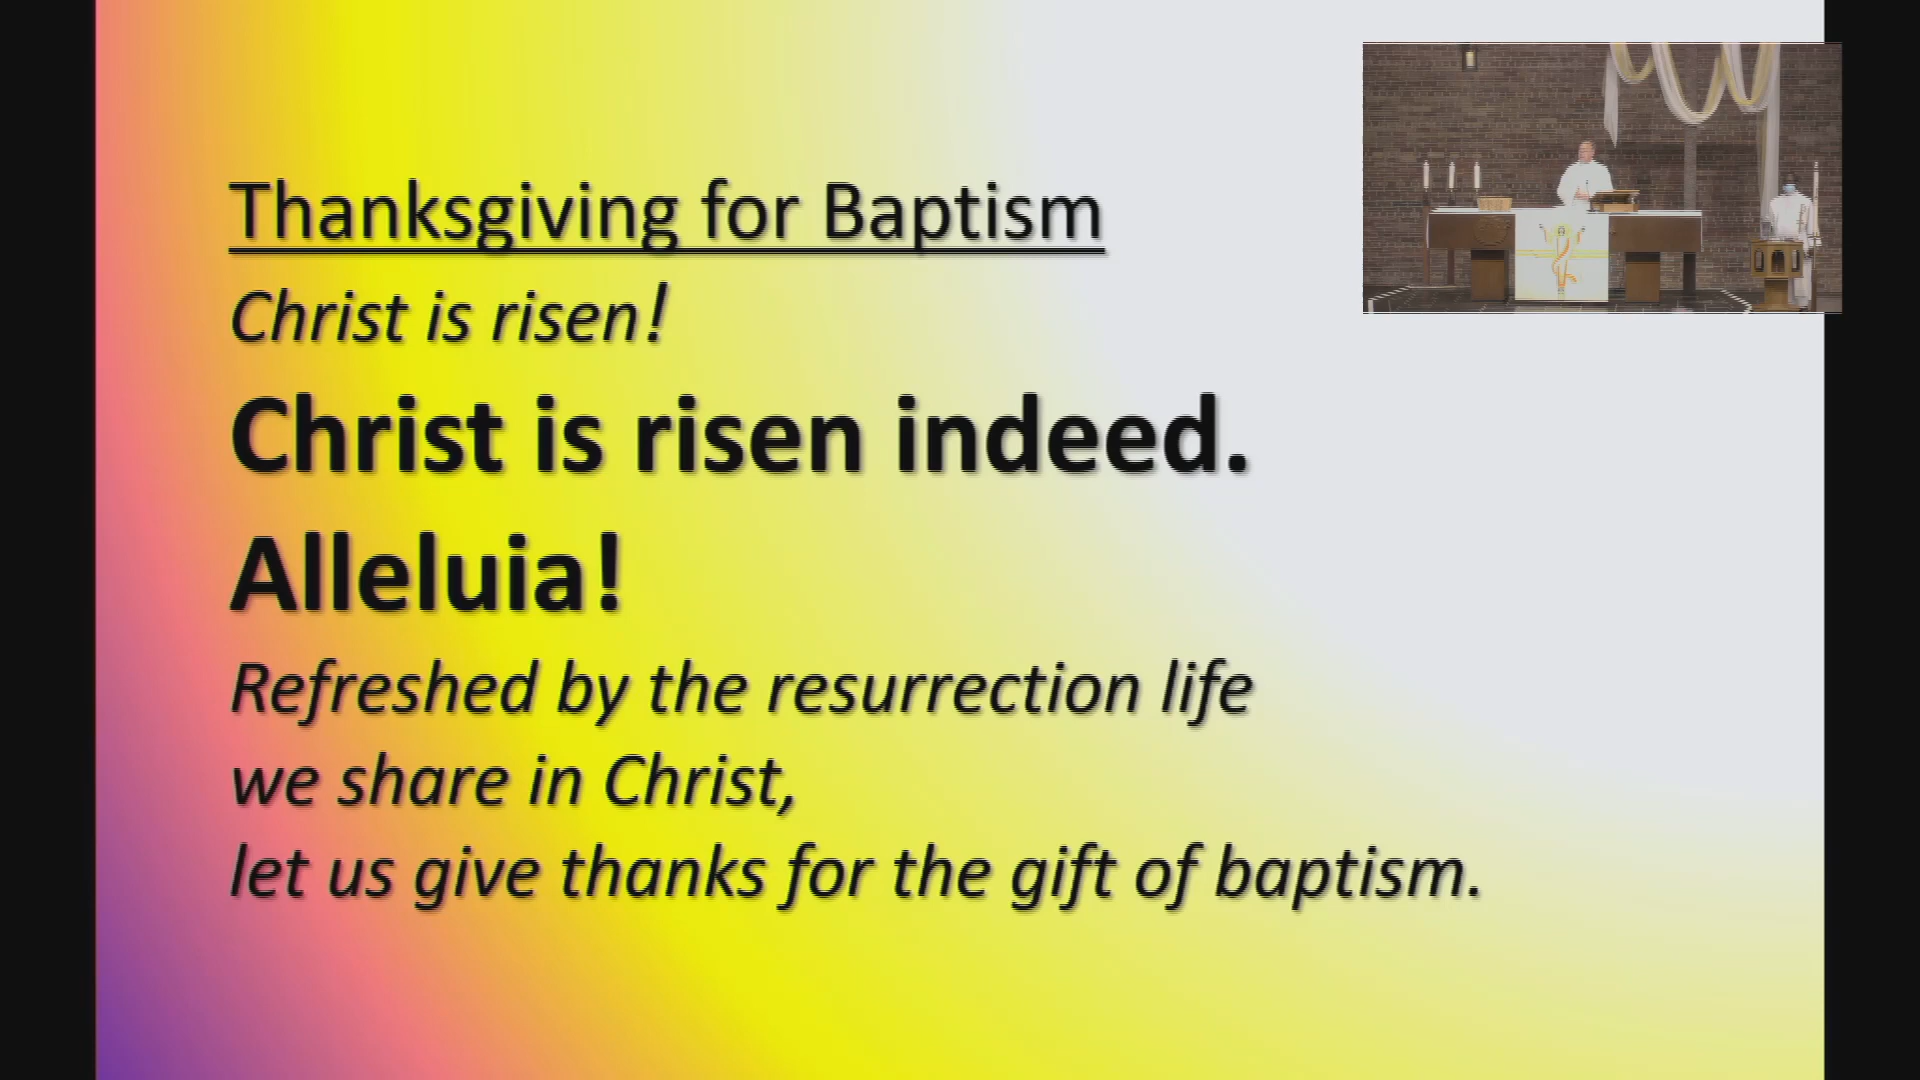 Thanksgiving for Baptism
Christ is risen!
Christ is risen indeed.
Alleluia!
Refreshed by the resurrection life
we share in Christ,
let us give thanks for the gift of baptism.